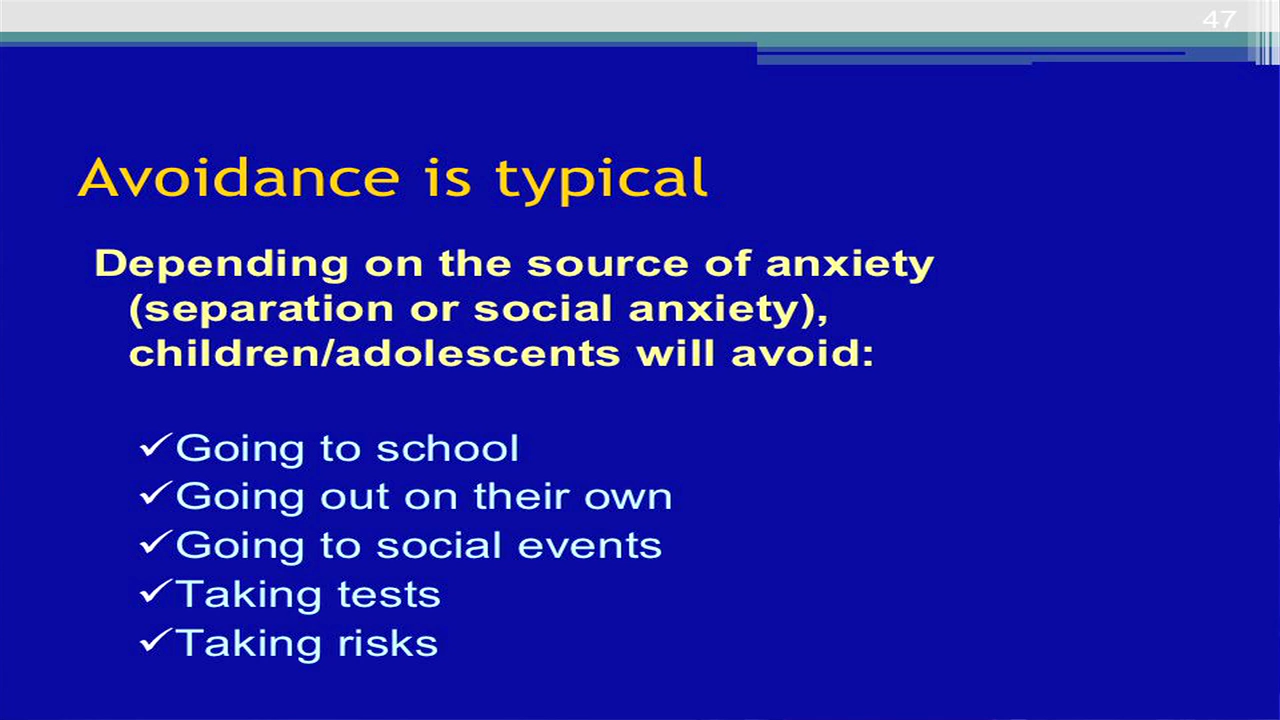 47
Avoidance is typical
Depending on the source of anxiety
(separation or social anxiety),
children/adolescents will avoid:
✓Going to school
✓Going out on their own
✓Going to social events
✓Taking tests
✓Taking risks